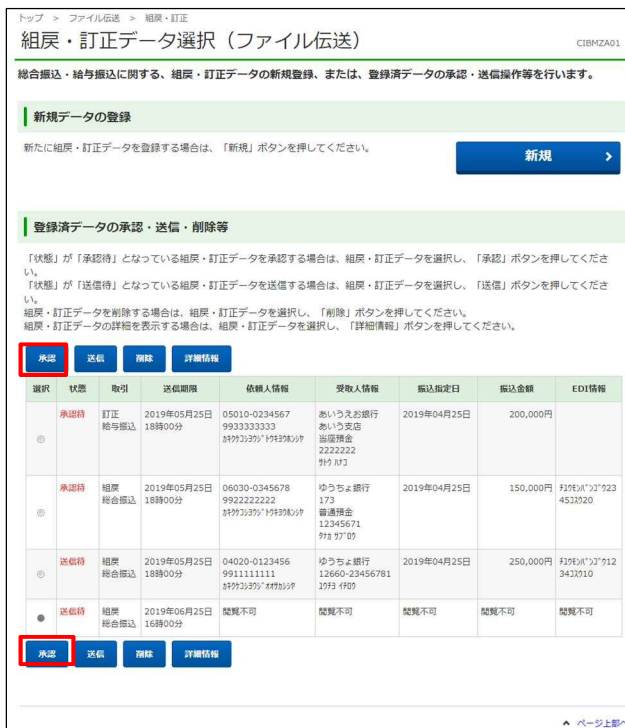 トップ > ファイル伝送 > 組戻・訂正
組戻・訂正データ選択（ファイル伝送）
CIBMZA01
総合振込・給与振込に関する、組戻・訂正データの新規登録、または、登録済データの承認・送信操作等を行います。
新規データの登録
新たに組戻・訂正データを登録する場合は、「新規」ボタンを押してください。
新規
登録済データの承認・送信・削除等
「状態」が「承認待」となっている組戻・訂正データを承認する場合は、組戻・訂正データを選択し、「承認」ボタンを押してくださ
い。
「状態」が「送信待」となっている組戻・訂正データを送信する場合は、組戻・訂正データを選択し、「送信」ボタンを押してくださ
い。
組戻・訂正データを削除する場合は、組戻・訂正データを選択し、「削除」ボタンを押してください。
組戻・訂正データの詳細を表示する場合は、組戻・訂正データを選択し、「詳細情報」ボタンを押してください。
承認 送信 削除 詳細情報
選択 状態 取引 送信期限 依頼人情報 受取人情報 振込指定日 振込金額 EDI情報
承認待 訂正 2019年05月25日 05010-0234567 あいうえお銀行 2019年04月25日 200,000円
給与振込 18時00分 9933333333 あいう支店
当座預金
2222222
ｻﾄｳ ﾊﾅｺ
承認待 組戻 2019年05月25日 06030-0345678 ゆうちょ銀行 2019年04月25日 150,000円
総合振込 18時00分 9922222222 173
普通預金
12345671
送信待 組戻 2019年05月25日 04020-0123456 ゆうちょ銀行 2019年04月25日 250,000円
総合振込 18時00分 9911111111 12660-23456781
送信待 組戻 2019年06月25日 閲覧不可 閲覧不可 閲覧不可 閲覧不可 閲覧不可
総合振込 16時00分
承認 送信 削除 詳細情報
ページ上部へ